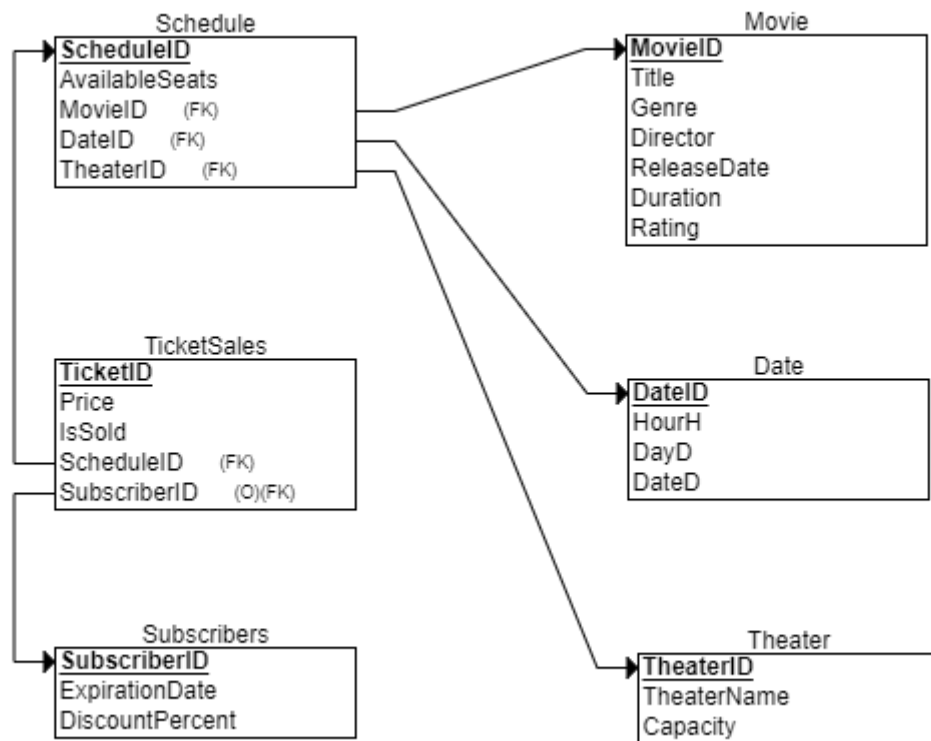 Schedule
ScheduleID
AvailableSeats
MovieID (FK)
DateID (FK)
TheaterID (FK)
Movie
MovieID
Title
Genre
Director
ReleaseDate
Duration
Rating
TicketSales
TicketID
Price
IsSold
ScheduleID (FK)
SubscriberID (O)(FK)
Date
DateID
HourH
DayD
DateD
Subscribers
SubscriberID
ExpirationDate
DiscountPercent
Theater
TheaterID
TheaterName
Capacity